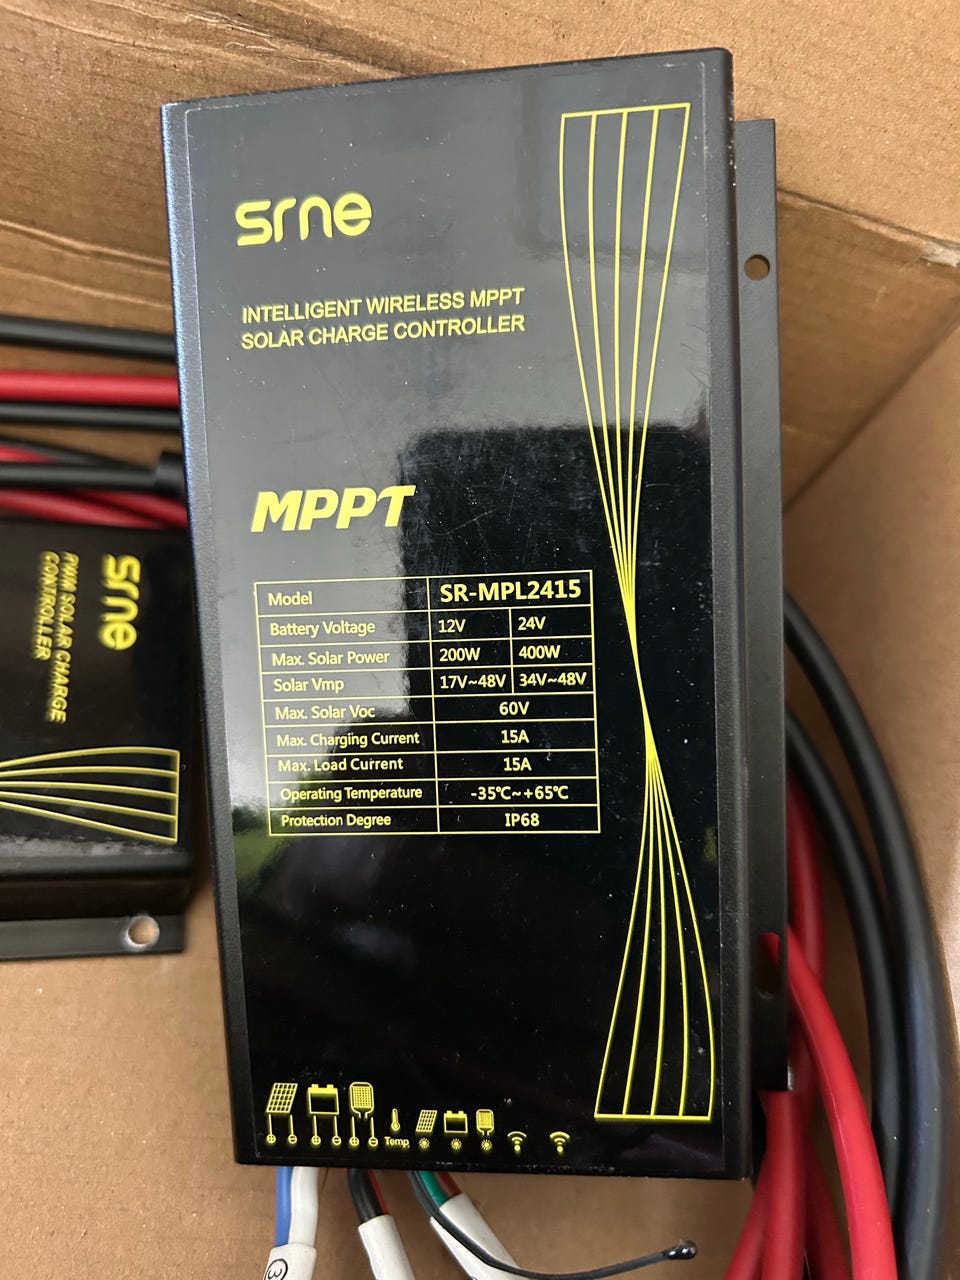 srne
INTELLIGENT WIRELESS MPPT
SOLAR CHARGE CONTROLLER
MPPT
Model SR-MPL2415
Battery Voltage 12V 24V
Max. Solar Power 200W 400W
Solar Vmp 17V~48V 34V~48V
Max. Solar Voc 60V
Max. Charging Current 15A
Max. Load Current 15A
Operating Temperature -35℃~+65℃
Protection Degree IP68
Temp
srne
PWM SOLAR CHARGE
CONTROLLER
3